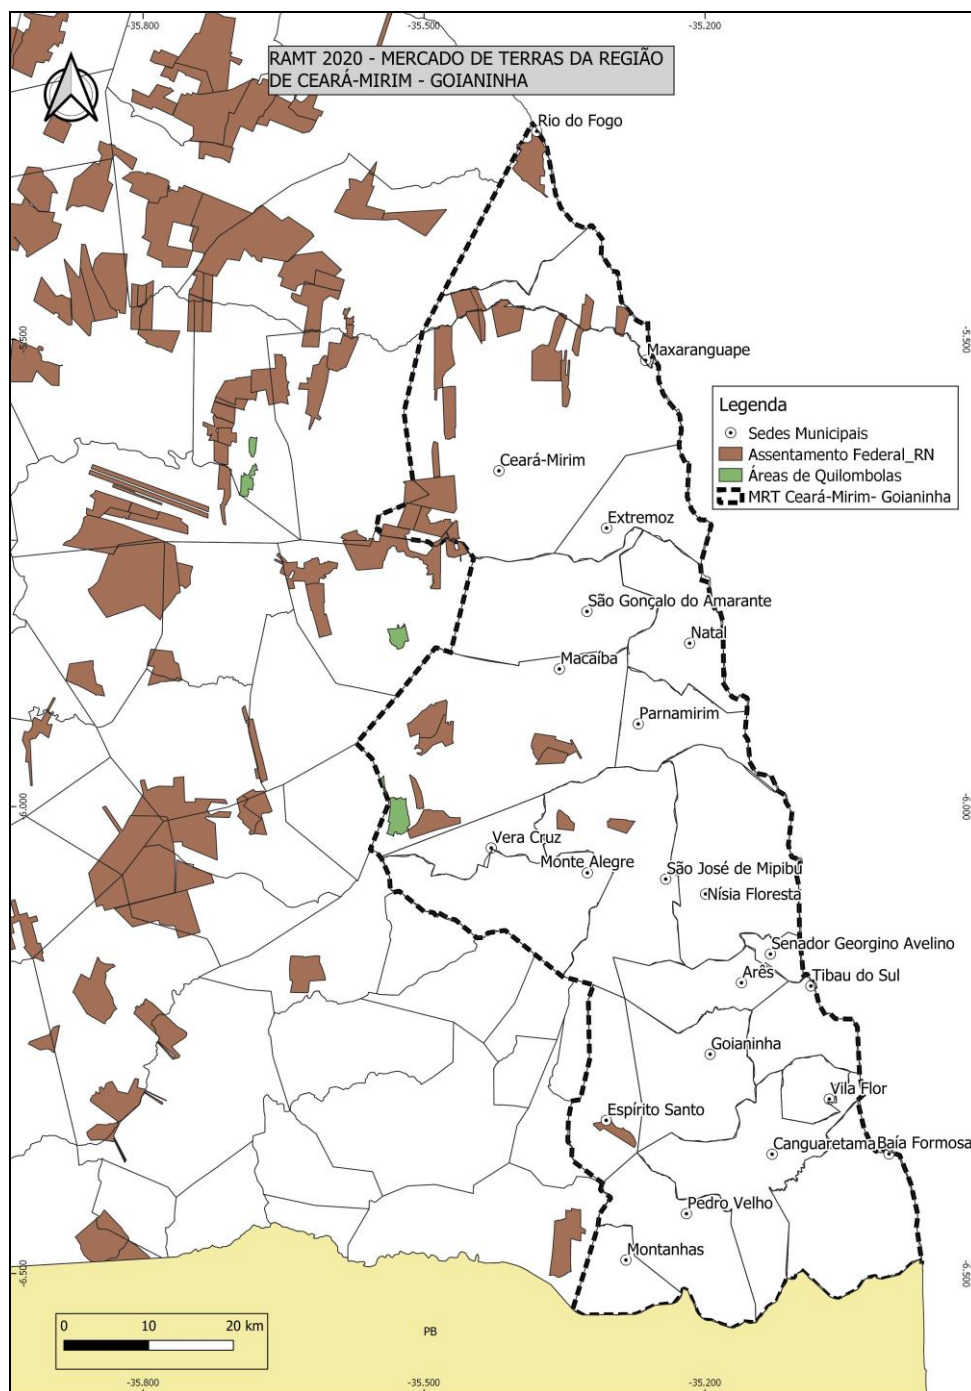 -35.800
-35.500
-35.200
RAMT 2020 - MERCADO DE TERRAS DA REGIÃO
DE CEARÁ-MIRIM - GOIANINHA
Rio do Fogo
-5.500
-5.500
Maxaranguape
Legenda
Sedes Municipais
Assentamento Federal_RN
Áreas de Quilombolas
MRT Ceará-Mirim- Goianinha
Ceará-Mirim
Extremoz
São Gonçalo do Amarante
Natal
Macaíba
Parnamirim
-6.000
-6.000
Vera Cruz
Monte Alegre
São José de Mipibu
Nísia Floresta
Senador Georgino Avelino
Arês
Tibau do Sul
Goianinha
Vila Flor
Espírito Santo
Canguaretama
Baía Formosa
Pedro Velho
Montanhas
-6.500
-6.500
0 10 20 km
PB
-35.800
-35.500
-35.200